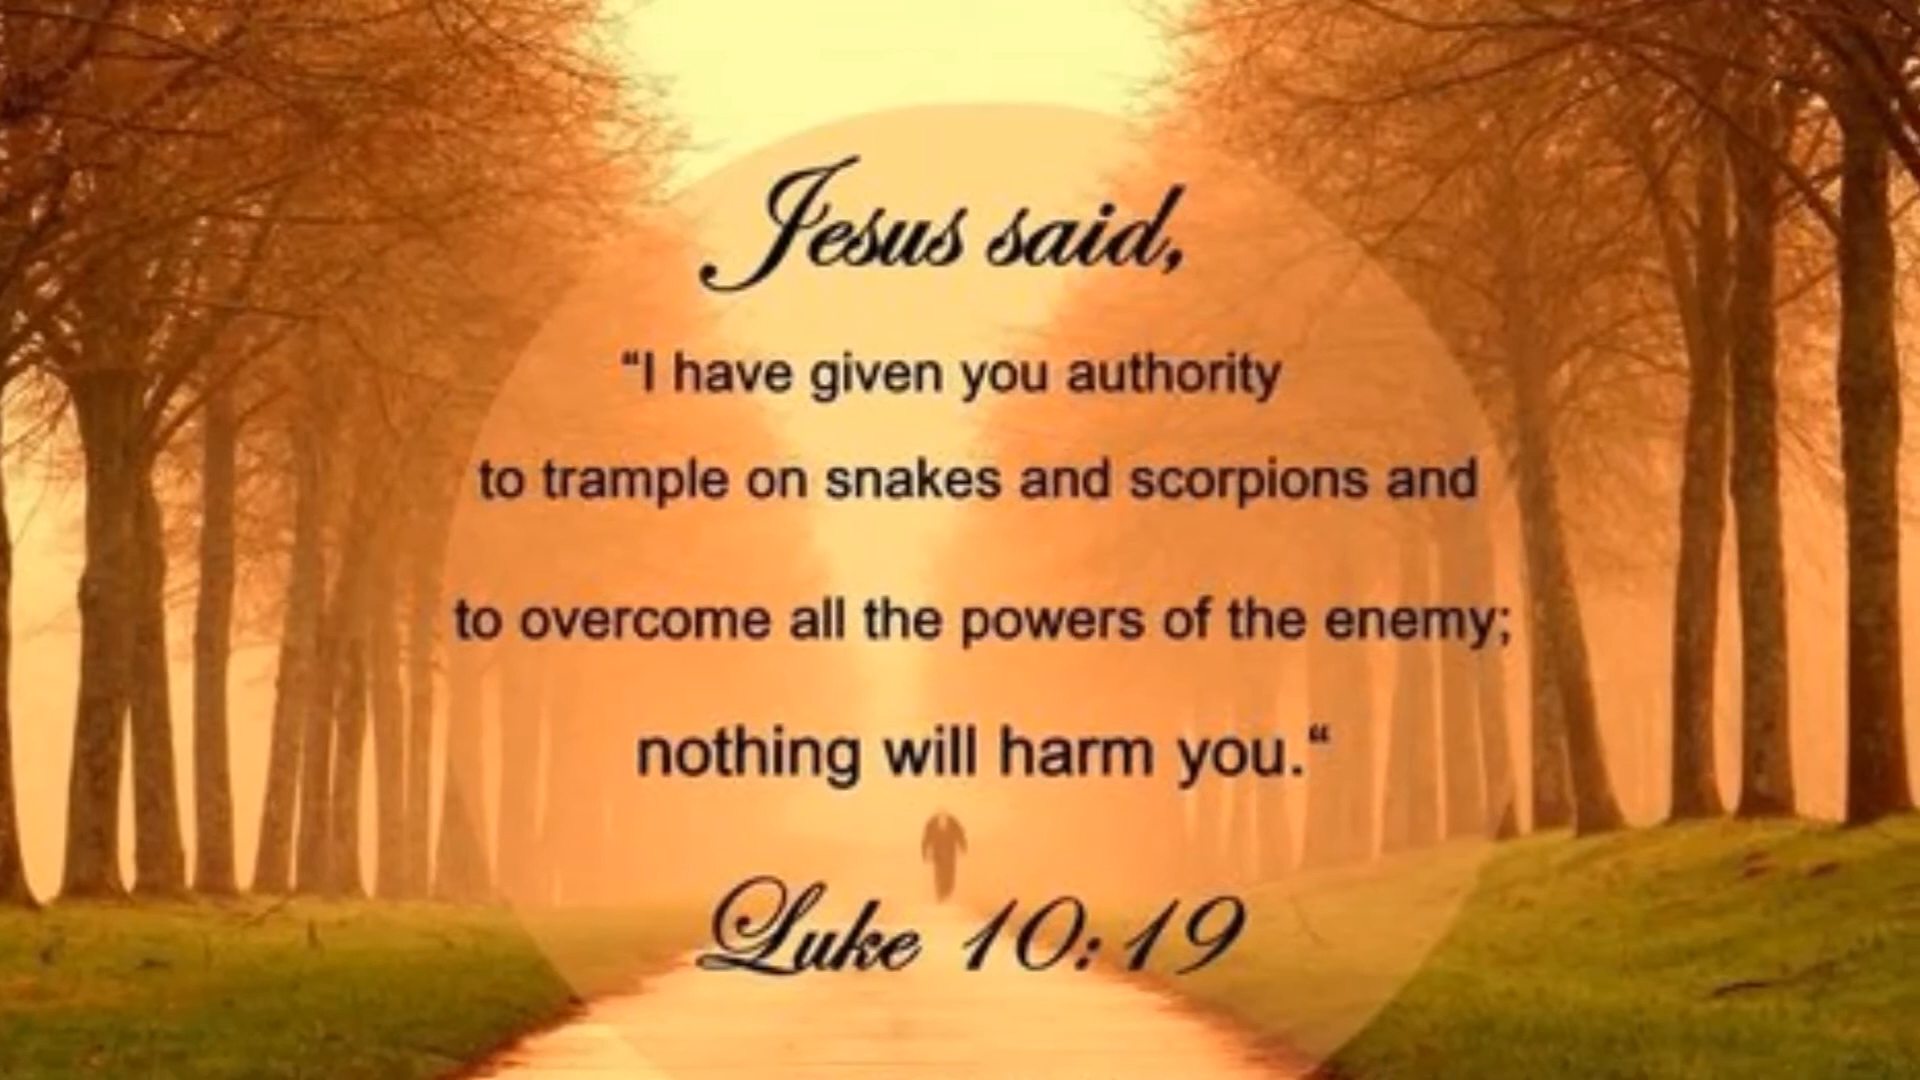 Jesus said,
“I have given you authority
to trample on snakes and scorpions and
to overcome all the powers of the enemy;
nothing will harm you.“
Luke 10:19